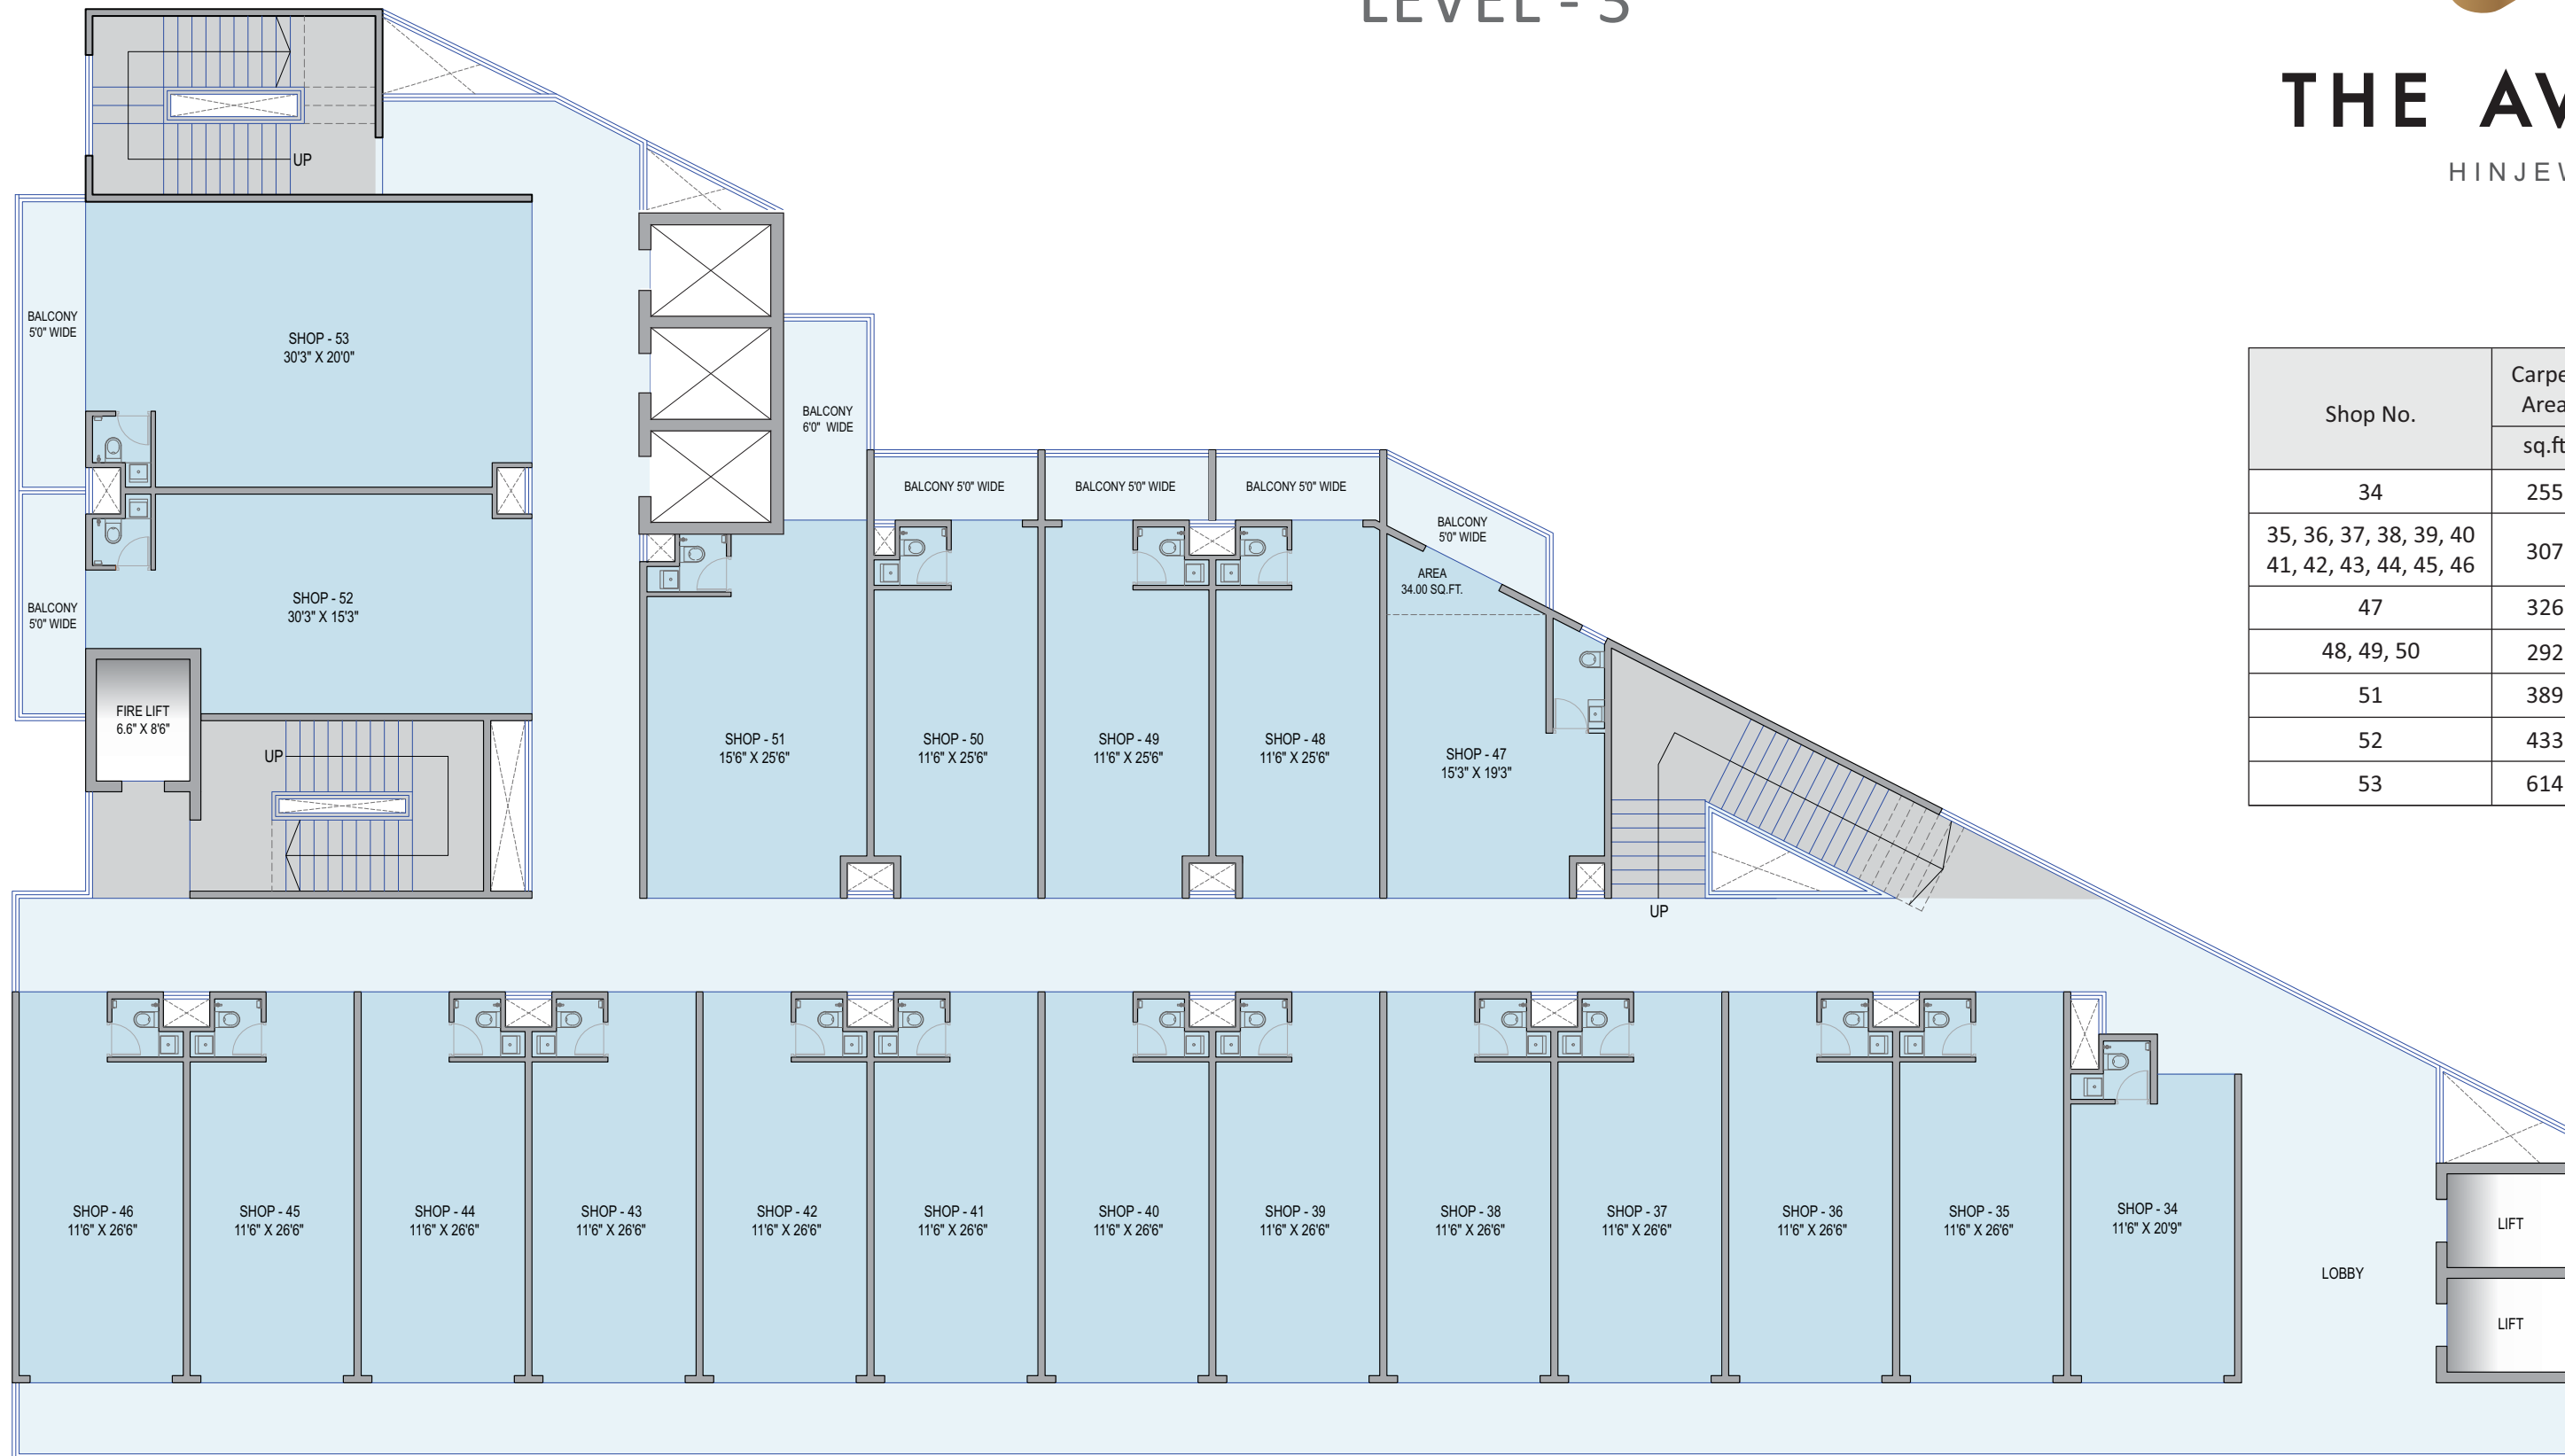 LEVEL - 3
THE AV
HINJEW
UP
BALCONY
5'0" WIDE
SHOP - 53
30'3" X 20'0"
BALCONY
6'0" WIDE
BALCONY 5'0" WIDE
BALCONY 5'0" WIDE
BALCONY 5'0" WIDE
BALCONY
5'0" WIDE
AREA
34.00 SQ.FT.
BALCONY
5'0" WIDE
SHOP - 52
30'3" X 15'3"
FIRE LIFT
6.6" X 8'6"
UP
SHOP - 51
15'6" X 25'6"
SHOP - 50
11'6" X 25'6"
SHOP - 49
11'6" X 25'6"
SHOP - 48
11'6" X 25'6"
SHOP - 47
15'3" X 19'3"
UP
Shop No.
Carpe
Area
sq.ft
34 255
35, 36, 37, 38, 39, 40
41, 42, 43, 44, 45, 46
307
47 326
48, 49, 50 292
51 389
52 433
53 614
SHOP - 46
11'6" X 26'6"
SHOP - 45
11'6" X 26'6"
SHOP - 44
11'6" X 26'6"
SHOP - 43
11'6" X 26'6"
SHOP - 42
11'6" X 26'6"
SHOP - 41
11'6" X 26'6"
SHOP - 40
11'6" X 26'6"
SHOP - 39
11'6" X 26'6"
SHOP - 38
11'6" X 26'6"
SHOP - 37
11'6" X 26'6"
SHOP - 36
11'6" X 26'6"
SHOP - 35
11'6" X 26'6"
SHOP - 34
11'6" X 20'9"
LOBBY
LIFT
LIFT